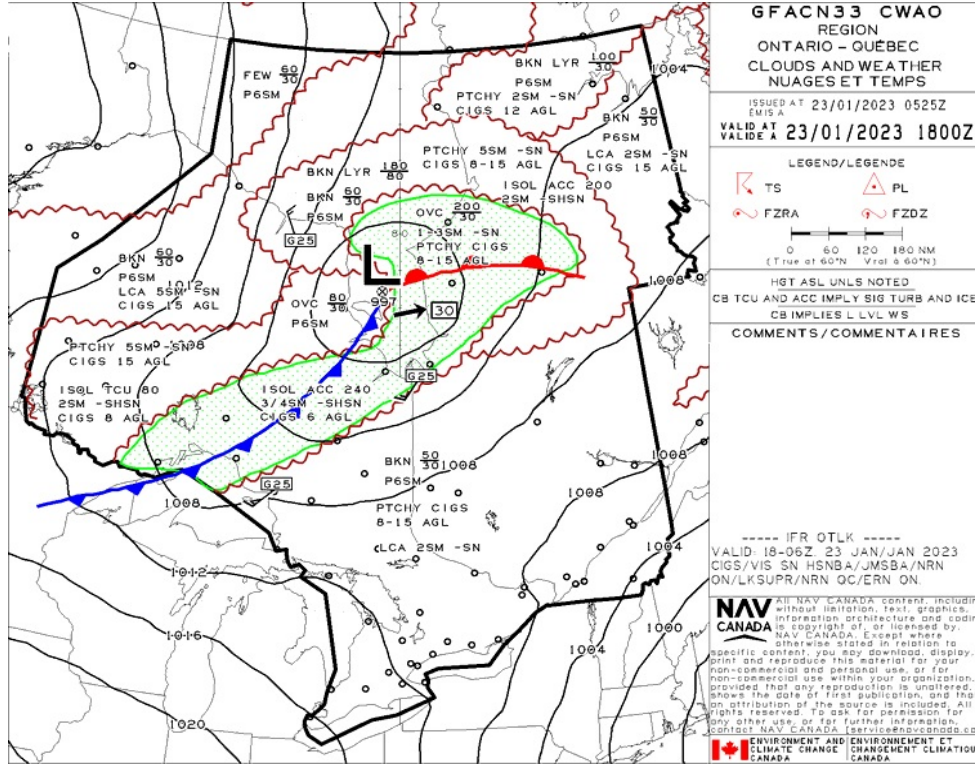 GFACN33 CWAO
REGION
ONTARIO - QUÉBEC
CLOUDS AND WEATHER
NUAGES ET TEMPS
ISSUED AT 23/01/2023 0525Z
ÉMIS A
VALID AT 23/01/2023 1800Z
VALIDE A
LEGEND/LÉGENDE
TS
PL
FZRA
FZDZ
0 60 120 180 NM
(True at 60°N Vrai à 60°N)
HGT ASL UNLS NOTED
CB TCU AND ACC IMPLY SIG TURB AND ICE
CB IMPLIES L LVL WS
COMMENTS/COMMENTAIRES
----- IFR OTLK -----
VALID: 18-06Z. 23 JAN/JAN 2023
CIGS/VIS SN HSNBA/JMSBA/NRN
ON/LKSUPR/NRN QC/ERN ON.
NAV
CANADA
All NAV CANADA content, includin
without limitation, text, graphics,
information architecture and codin
is copyright of, or licensed by,
NAV CANADA. Except where
otherwise stated in relation to
specific content, you may download, display,
print and reproduce this material for your
non-commercial and personal use, or for
non-commercial use within your organization,
provided that any reproduction is unaltered,
shows the date of first publication, and tha
an attribution of the source is included. All
rights reserved. To ask for permission for
any other use, or for further information,
contact NAV CANADA [service@navcanada.ca
ENVIRONMENT AND
CLIMATE CHANGE
CANADA
ENVIRONNEMENT ET
CHANGEMENT CLIMATIQU
CANADA
FEW 60/30
P6SM
BKN LYR 100/30
P6SM
PTCHY 2SM -SN
CIGS 12 AGL
1004
BKN 50/30
P6SM
LCA 2SM -SN
CIGS 15 AGL
PTCHY 5SM -SN
CIGS 8-15 AGL
BKN LYR 180/80
BKN 60/30
P6SM
ISOL ACC 200
2SM -SHSN
G25
OVC 200/30
1-3SM -SN
PTCHY CIGS
8-15 AGL
80
L
997
30
OVC 80/30
P6SM
BKN 60/30
P6SM
LCA 5SM -SN
CIGS 15 AGL
1012
1008
PTCHY 5SM -SN
CIGS 15 AGL
1008
ISOL TCU 80
2SM -SHSN
CIGS 8 AGL
ISOL ACC 240
3/4SM -SHSN
CIGS 6 AGL
G25
G25
BKN 50/30
P6SM
PTCHY CIGS
8-15 AGL
LCA 2SM -SN
1008
1008
1008
1008
1004
1012
1016
1020
1004
1000